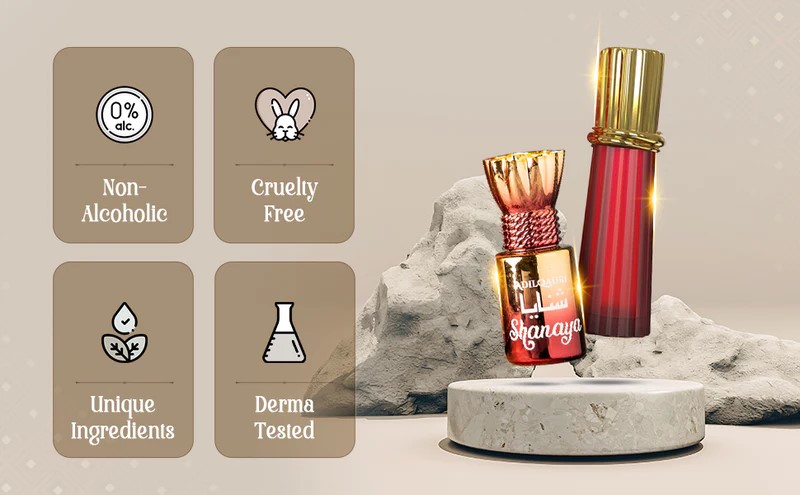 0%
alc.
Non-
Alcoholic
Cruelty
Free
Unique
Ingredients
Derma
Tested
شنايا
Shanaya